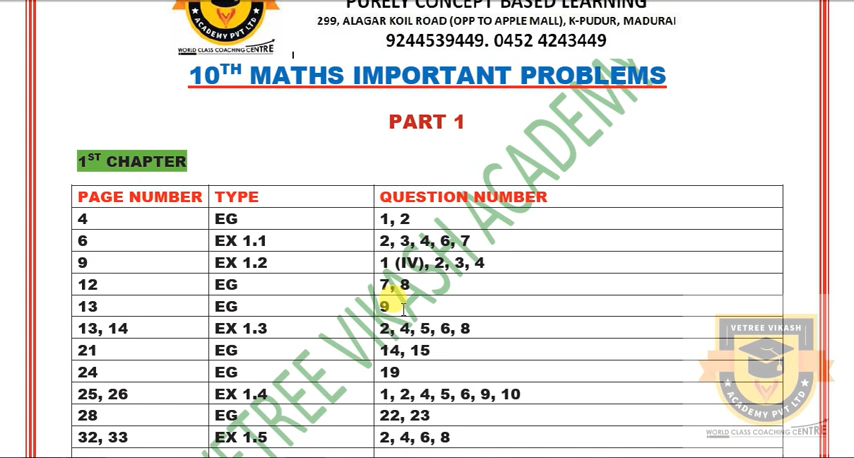 PURELY CONCEPT BASED LEARNING
ACADEMY PVT LTD
299, ALAGAR KOIL ROAD (OPP TO APPLE MALL), K-PUDUR, MADURAI
WORLD CLASS COACHING CENTRE
9244539449. 0452 4243449
10TH MATHS IMPORTANT PROBLEMS
PART 1
1ST CHAPTER
PAGE NUMBER TYPE QUESTION NUMBER
4 EG 1, 2
6 EX 1.1 2, 3, 4, 6, 7
9 EX 1.2 1 (IV), 2, 3, 4
12 EG 7, 8
13 EG 9
13, 14 EX 1.3 2, 4, 5, 6, 8
21 EG 14, 15
24 EG 19
25, 26 EX 1.4 1, 2, 4, 5, 6, 9, 10
28 EG 22, 23
32, 33 EX 1.5 2, 4, 6, 8
VETREE VIKASH ACADEMY
VETREE VIKASH
ACADEMY PVT LTD
WORLD CLASS COACHING CENTRE